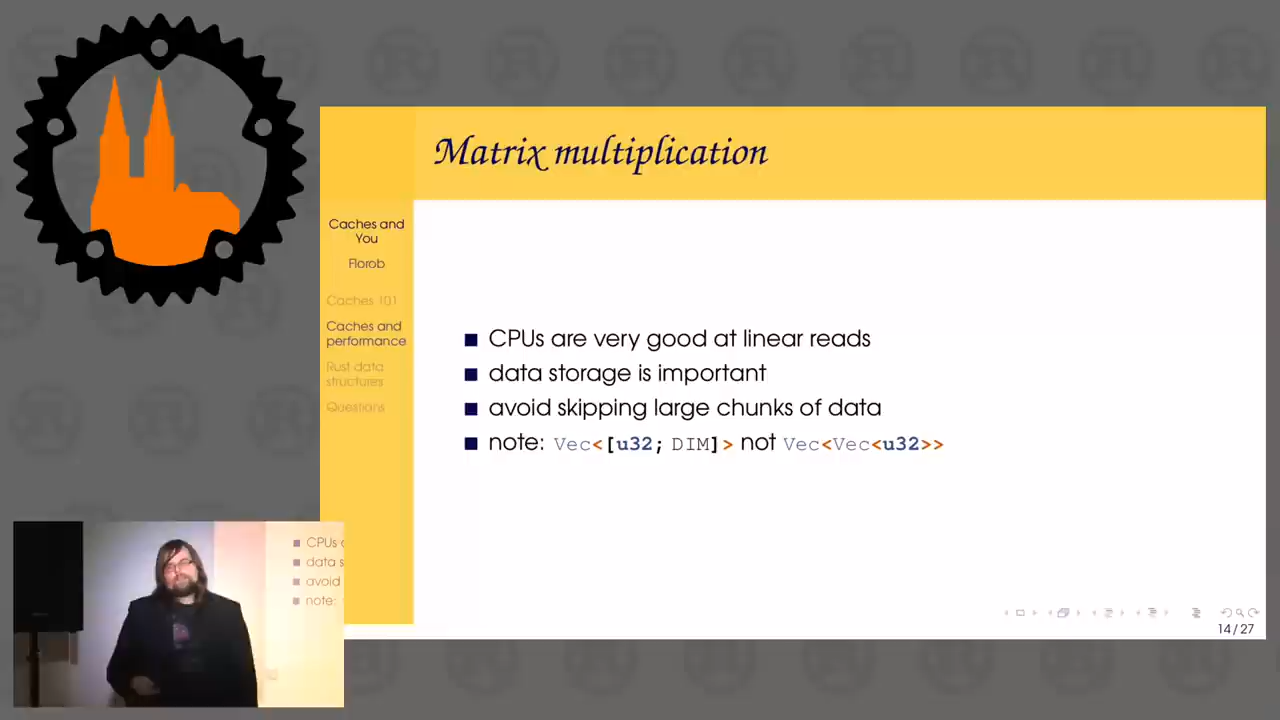 Matrix multiplication
Caches and
You
Florob
Caches 101
Caches and
performance
Rust data
structures
Questions
■ CPUs are very good at linear reads
■ data storage is important
■ avoid skipping large chunks of data
■ note: Vec<[u32; DIM]> not Vec<Vec<u32>>
14/27
■ CPUs
■ data s
■ avoid
■ note: